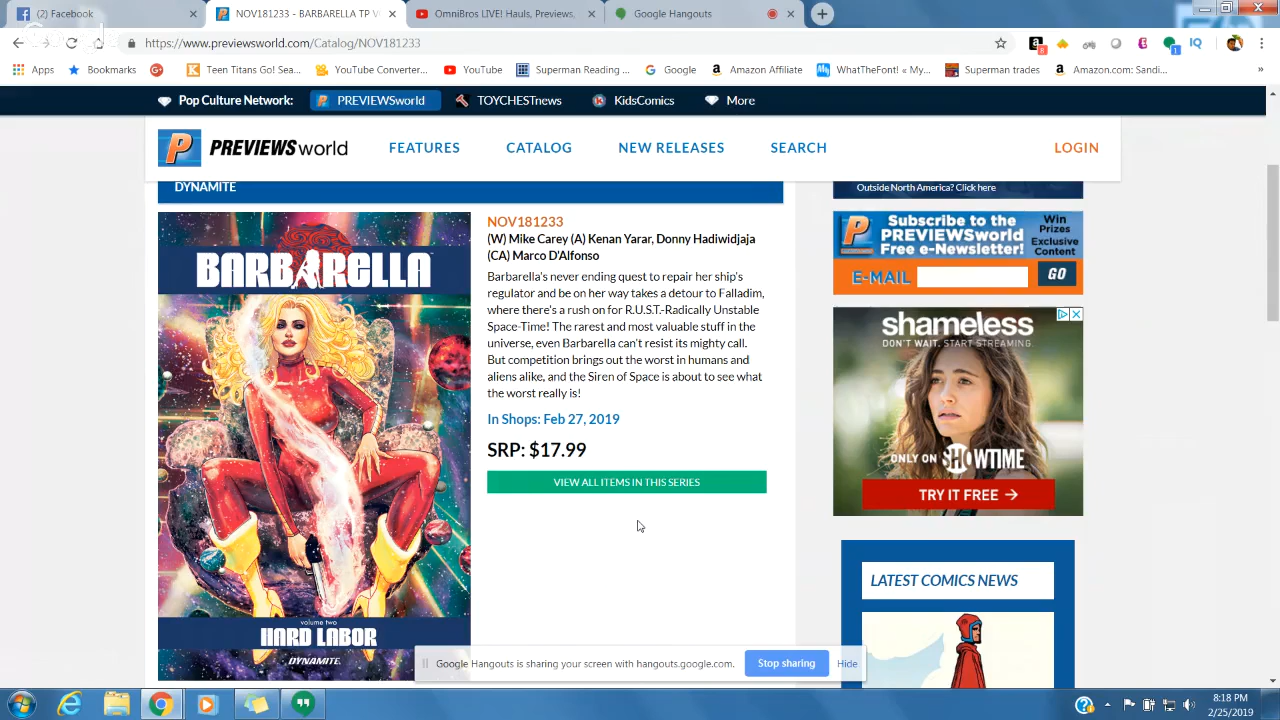 (2) Facebook
NOV181233 - BARBARELLA TP V
OmniBros LIVE! Hauls, Previews,
Google Hangouts
https://www.previewsworld.com/Catalog/NOV181233
8
1
IQ
Apps
Bookmarks
Teen Titans Go! Sea...
YouTube Converter...
YouTube
Superman Reading ...
Google
Amazon Affiliate
WhatTheFont! « My...
Superman trades
Amazon.com: Sandi...
»
Pop Culture Network:
PREVIEWSworld
TOYCHESTnews
KidsComics
More
PREVIEWSworld
FEATURES
CATALOG
NEW RELEASES
SEARCH
LOGIN
DYNAMITE
BARBARELLA
volume two
HARD LABOR
DYNAMITE.
NOV181233
(W) Mike Carey (A) Kenan Yarar, Donny Hadiwidjaja
(CA) Marco D'Alfonso
Barbarella's never ending quest to repair her ship's
regulator and be on her way takes a detour to Falladim,
where there's a rush on for R.U.S.T.-Radically Unstable
Space-Time! The rarest and most valuable stuff in the
universe, even Barbarella can't resist its mighty call.
But competition brings out the worst in humans and
aliens alike, and the Siren of Space is about to see what
the worst really is!
In Shops: Feb 27, 2019
SRP: $17.99
VIEW ALL ITEMS IN THIS SERIES
Outside North America? Click here
Subscribe to the
PREVIEWSworld
Free e-Newsletter!
Win
Prizes
Exclusive
Content
E-MAIL
GO
shameless
DON'T WAIT. START STREAMING.
ONLY ON SHOWTIME
TRY IT FREE →
LATEST COMICS NEWS
Google Hangouts is sharing your screen with hangouts.google.com.
Stop sharing
Hide
8:18 PM
2/25/2019